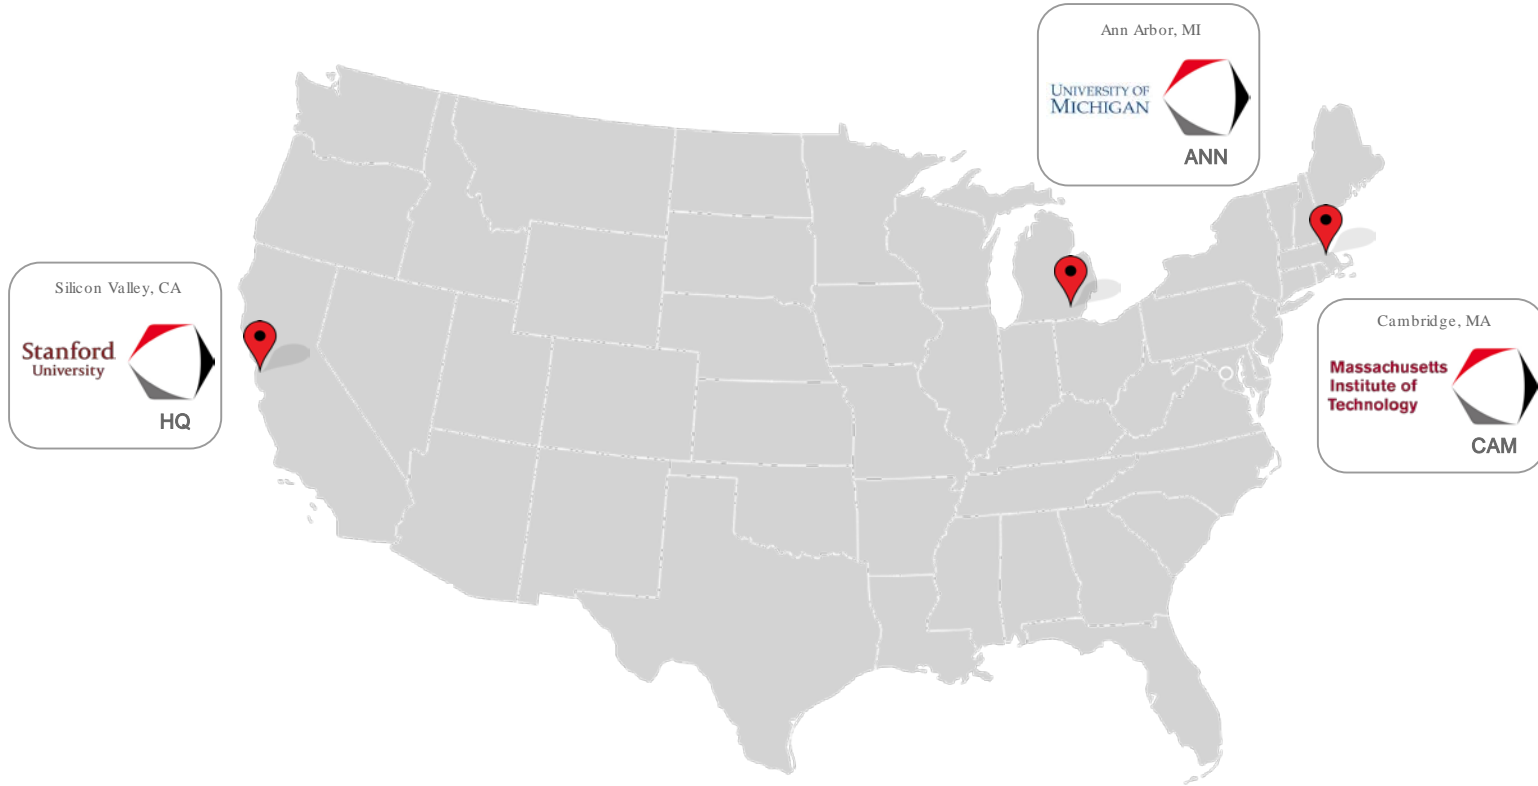 Ann Arbor, MI
UNIVERSITY OF
MICHIGAN
ANN
Silicon Valley, CA
Stanford
University
HQ
Cambridge, MA
Massachusetts
Institute of
Technology
CAM